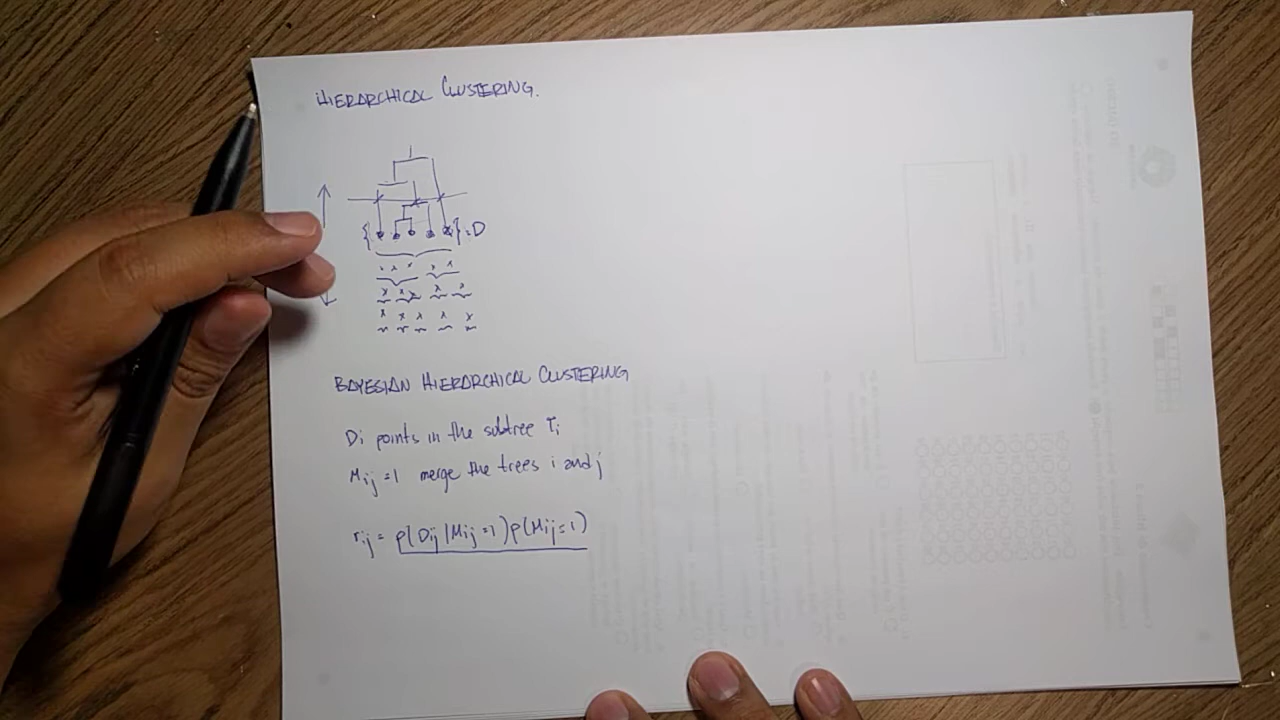 HIERARCHICAL CLUSTERING.
= D
BAYESIAN HIERARCHICAL CLUSTERING
Di points in the subtree Ti
Mij = 1 merge the trees i and j
rij = p(Dij | Mij = 1) p(Mij = 1)